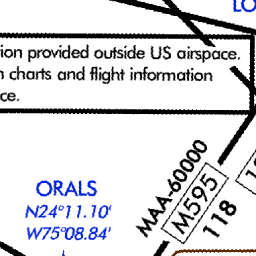 LO
ion provided outside US airspace.
n charts and flight information
ce.
ORALS
N24°11.10'
W75°08.84'
MAA-60000
M595
118